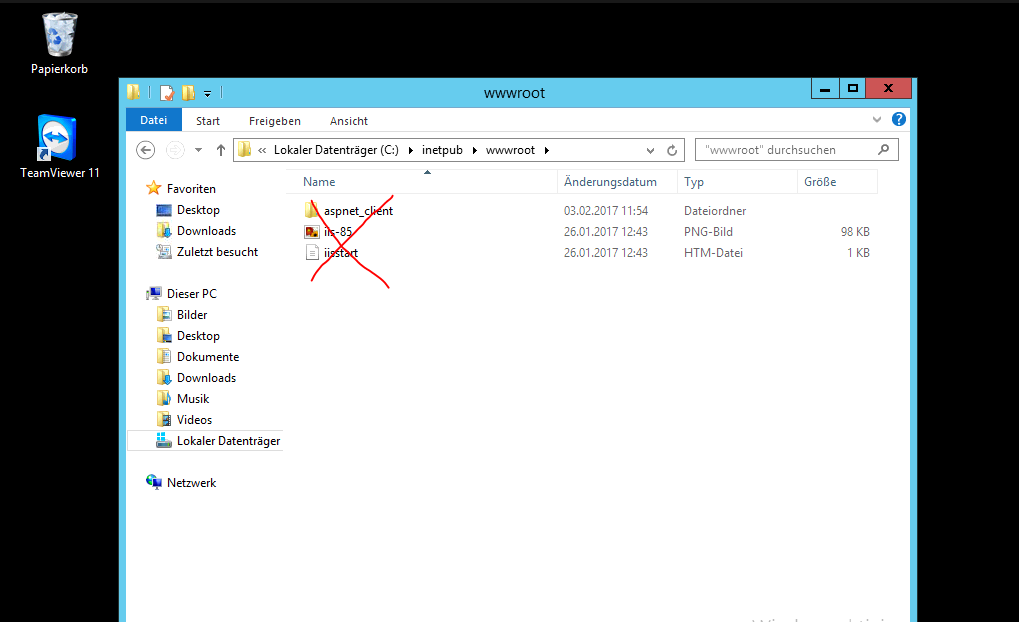 Papierkorb
TeamViewer 11
wwwroot
Datei Start Freigeben Ansicht
« Lokaler Datenträger (C:) inetpub wwwroot "wwwroot" durchsuchen
Name Änderungsdatum Typ Größe
aspnet_client 03.02.2017 11:54 Dateiordner
iis-85 26.01.2017 12:43 PNG-Bild 98 KB
iisstart 26.01.2017 12:43 HTM-Datei 1 KB
Favoriten
Desktop
Downloads
Zuletzt besucht
Dieser PC
Bilder
Desktop
Dokumente
Downloads
Musik
Videos
Lokaler Datenträger
Netzwerk